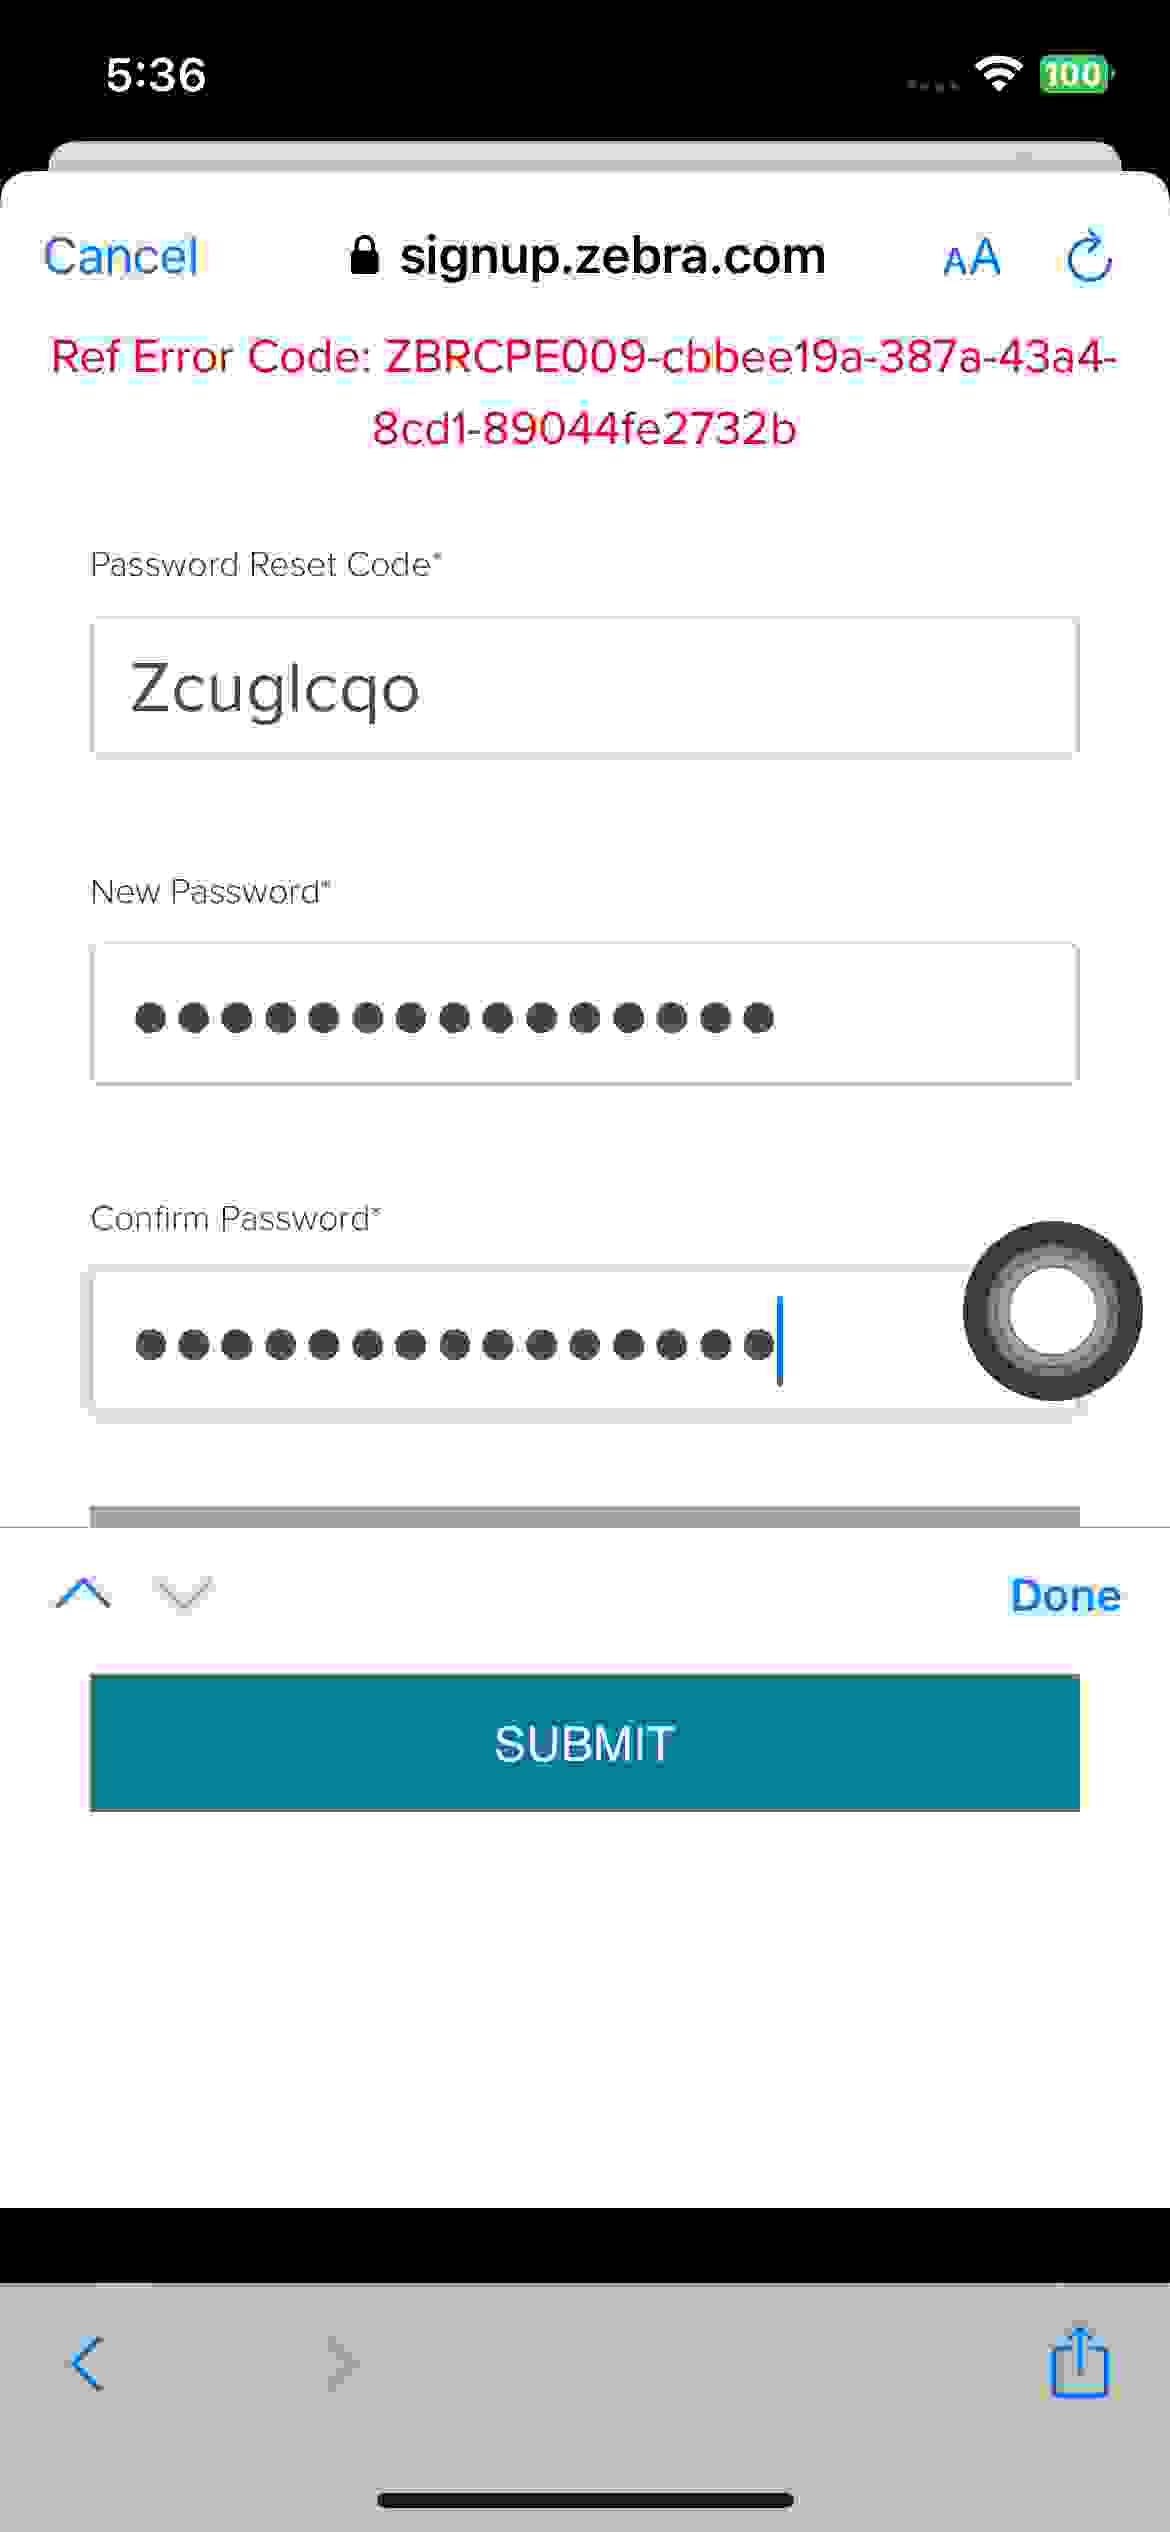 5:36
100
Cancel
signup.zebra.com
AA
Ref Error Code: ZBRCPE009-cbbee19a-387a-43a4-
8cd1-89044fe2732b
Password Reset Code*
Zcuglcqo
New Password*
Confirm Password*
Done
SUBMIT